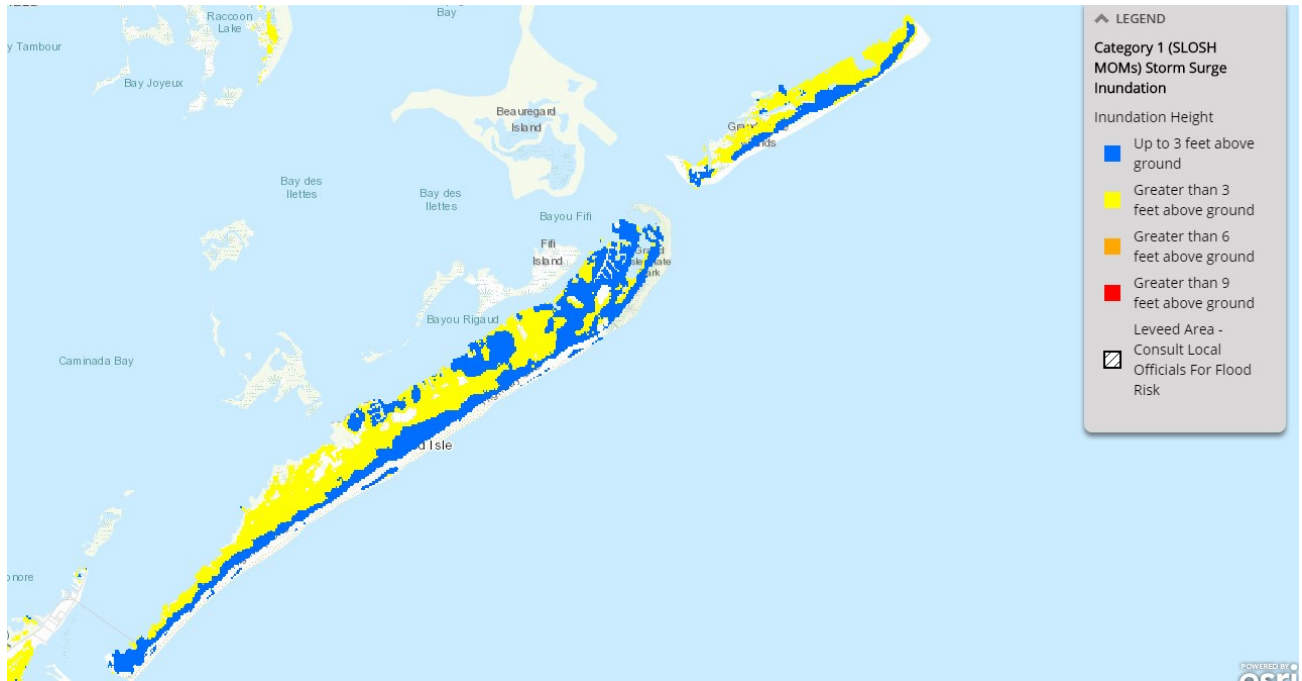 Raccoon
Lake
Bay
y Tambour
Bay Joyeux
Beauregard
Island
Bay des
Ilettes
Bay des
Ilettes
Bayou Fifi
Fifi
Island
Bayou Rigaud
Caminada Bay
d Isle
onore
LEGEND
Category 1 (SLOSH
MOMs) Storm Surge
Inundation
Inundation Height
Up to 3 feet above
ground
Greater than 3
feet above ground
Greater than 6
feet above ground
Greater than 9
feet above ground
Leveed Area -
Consult Local
Officials For Flood
Risk
POWERED BY
esri